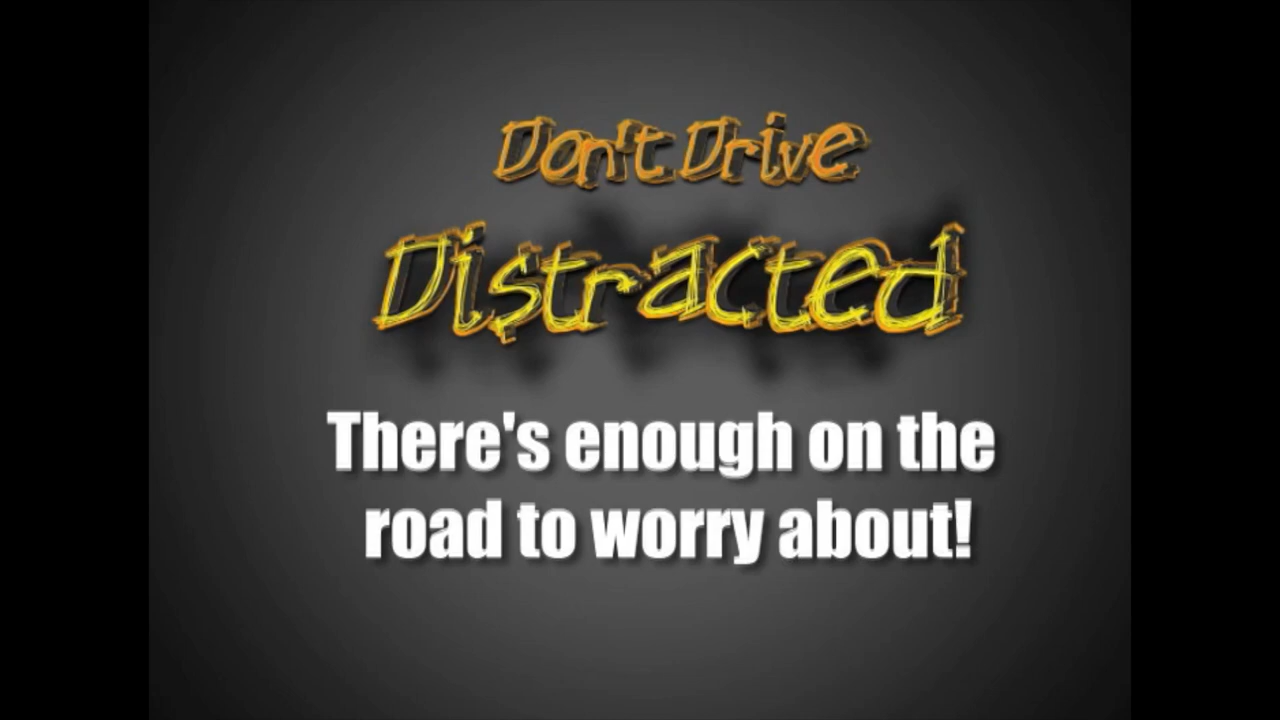 Don't Drive
Distracted
There's enough on the
road to worry about!